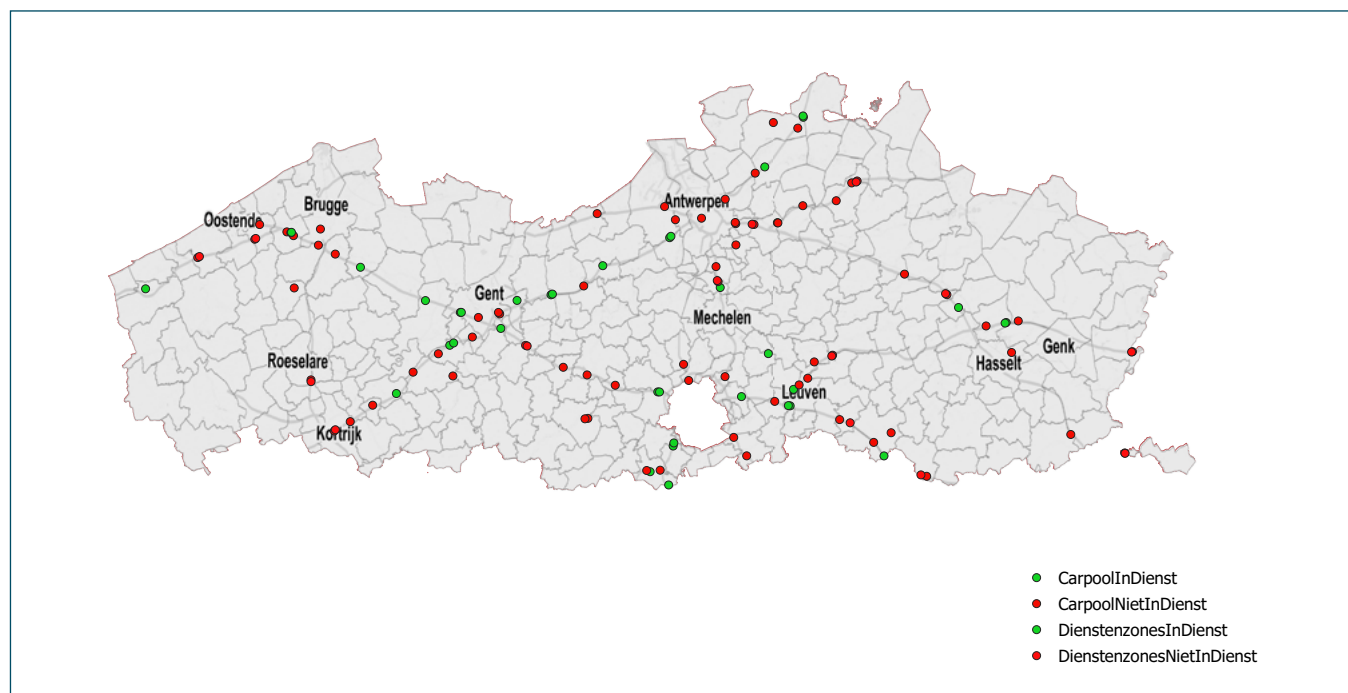 Brugge
Oostende
Antwerpen
Gent
Mechelen
Roeselare
Genk
Hasselt
Leuven
Kortrijk
CarpoolInDienst
CarpoolNietInDienst
DienstenzonesInDienst
DienstenzonesNietInDienst